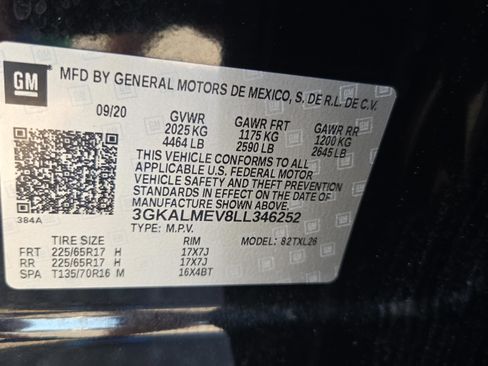 GM
MFD BY GENERAL MOTORS DE MEXICO, S. DE R.L. DE C.V.
09/20 GVWR GAWR FRT GAWR RR
2025 KG 1175 KG 1200 KG
4464 LB 2590 LB 2645 LB
THIS VEHICLE CONFORMS TO ALL
APPLICABLE U.S. FEDERAL MOTOR
VEHICLE SAFETY AND THEFT PREVENTION
STANDARDS IN EFFECT ON THE DATE OF
MANUFACTURE SHOWN ABOVE.
384A 3GKALMEV8LL346252
TYPE: M.P.V. MODEL: 82TXL26
TIRE SIZE RIM
FRT 225/65R17 H 17X7J
RR 225/65R17 H 17X7J
SPA T135/70R16 M 16X4BT